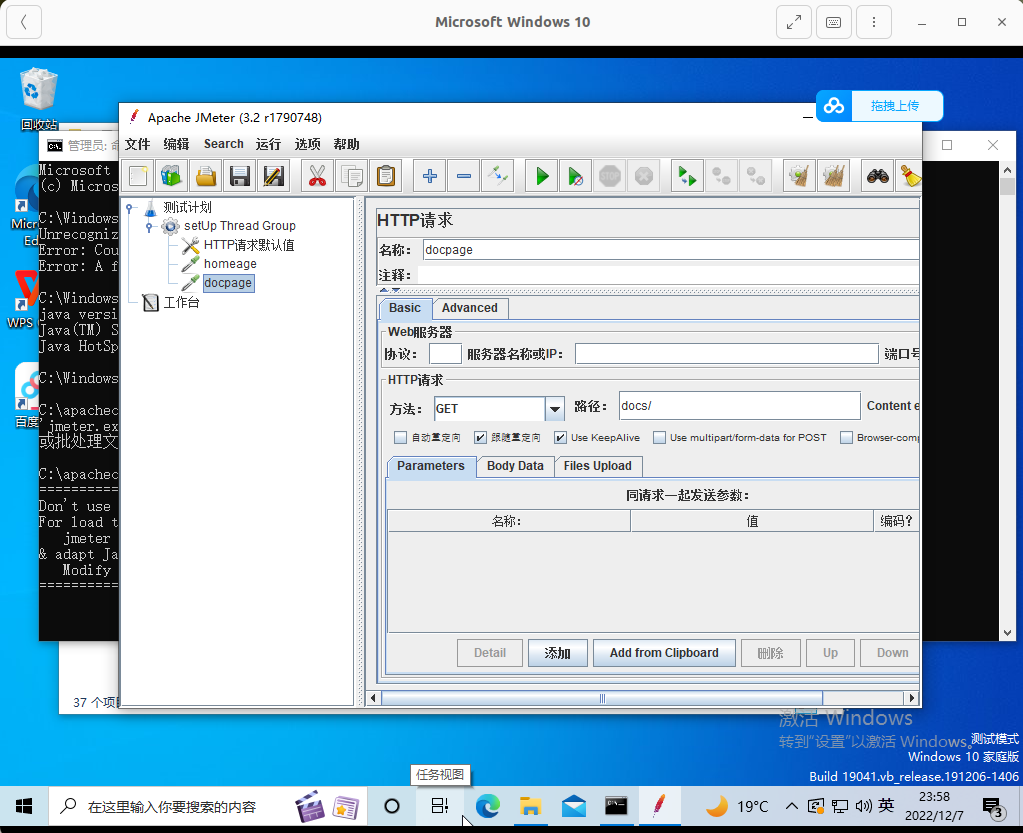 Microsoft Windows 10
回收站
拖拽上传
Apache JMeter (3.2 r1790748)
文件 编辑 Search 运行 选项 帮助
管理员: 命
Microsoft
(c) Micros
C:\Windows
Unrecogniz
Error: Cou
Error: A f
C:\Windows
java versi
Java(TM) S
Java HotSp
C:\Windows
C:\apachec
'jmeter.ex
或批处理文
C:\apachec
Don't use
For load t
jmeter
& adapt Ja
Modify
Micr
Ed
WPS
百度
测试计划
setUp Thread Group
HTTP请求默认值
homeage
docpage
工作台
STOP
HTTP请求
名称: docpage
注释:
Basic Advanced
Web服务器
协议: 服务器名称或IP: 端口号
HTTP请求
方法: GET 路径: docs/ Content e
自动重定向 跟随重定向 Use KeepAlive Use multipart/form-data for POST Browser-comp
Parameters Body Data Files Upload
同请求一起发送参数:
名称: 值 编码?
Detail 添加 Add from Clipboard 删除 Up Down
37 个项目
激活 Windows
转到"设置"以激活 Windows。
测试模式
Windows 10 家庭版
Build 19041.vb_release.191206-1406
任务视图
在这里输入你要搜索的内容
19°C
英
23:58
2022/12/7
3